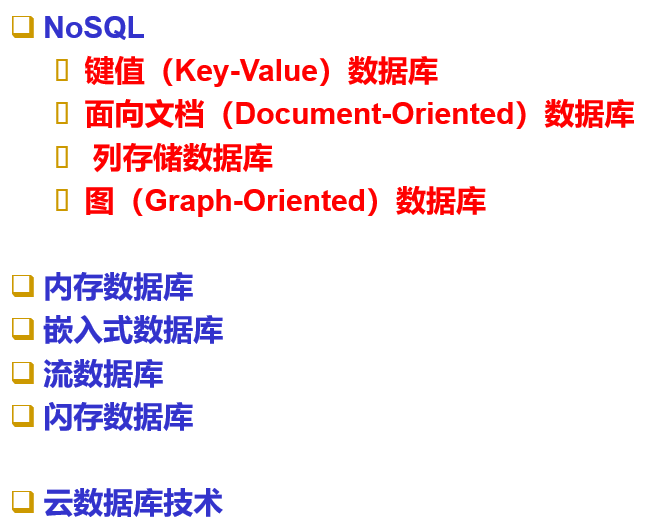 NoSQL
键值（Key-Value）数据库
面向文档（Document-Oriented）数据库
列存储数据库
图（Graph-Oriented）数据库
内存数据库
嵌入式数据库
流数据库
闪存数据库
云数据库技术